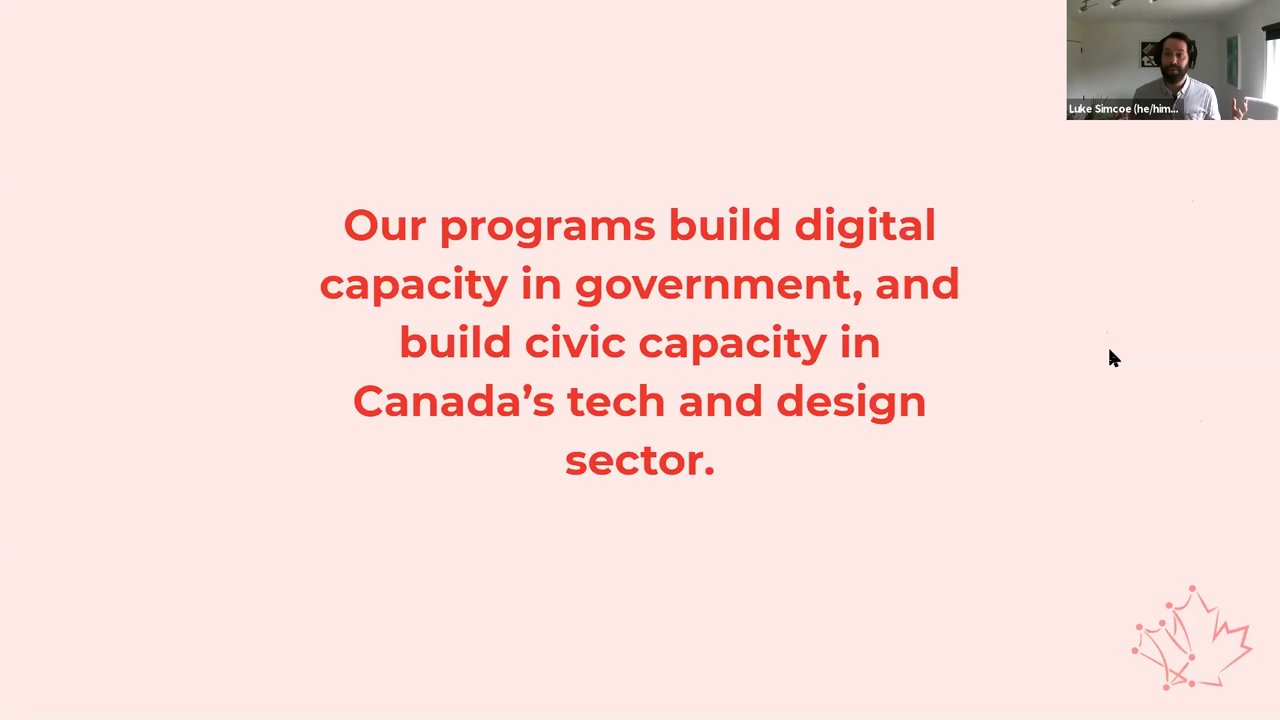 Luke Simcoe (he/him...
Our programs build digital
capacity in government, and
build civic capacity in
Canada’s tech and design
sector.